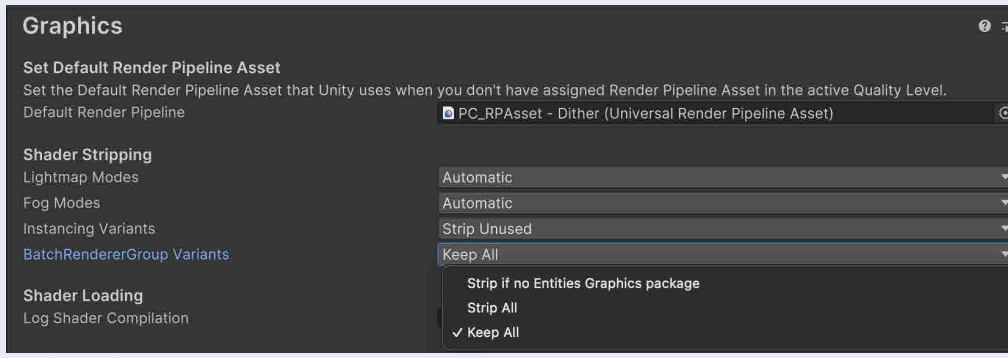 Graphics
Set Default Render Pipeline Asset
Set the Default Render Pipeline Asset that Unity uses when you don't have assigned Render Pipeline Asset in the active Quality Level.
Default Render Pipeline PC_RPAsset - Dither (Universal Render Pipeline Asset)
Shader Stripping
Lightmap Modes Automatic
Fog Modes Automatic
Instancing Variants Strip Unused
BatchRendererGroup Variants Keep All
Strip if no Entities Graphics package
Shader Loading
Strip All
Log Shader Compilation
✓ Keep All